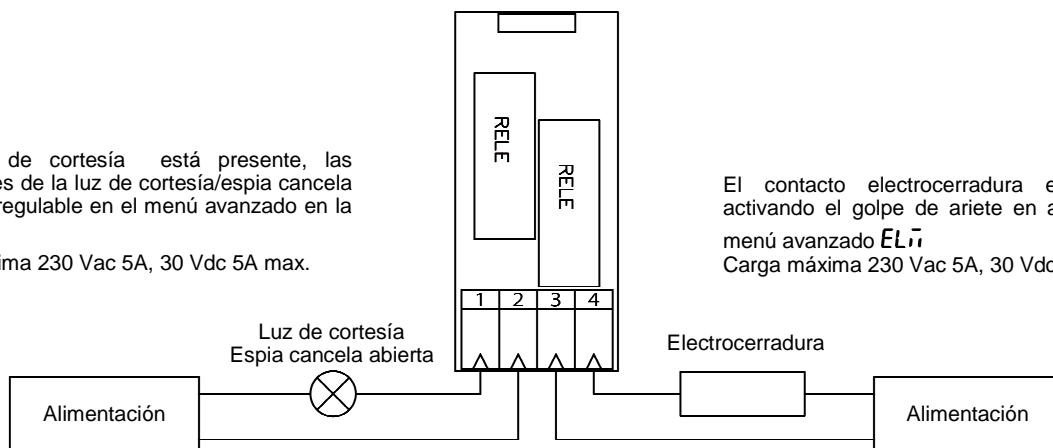 de cortesía está presente, las
de la luz de cortesía/espia cancela
regulable en el menú avanzado en la
230 Vac 5A, 30 Vdc 5A max.
RELE
RELE
El contacto electrocerradura
activando el golpe de ariete en
menú avanzado
Carga máxima 230 Vac 5A, 30 Vdc
1 2 3 4
Luz de cortesía
Espia cancela abierta
Electrocerradura
Alimentación
Alimentación